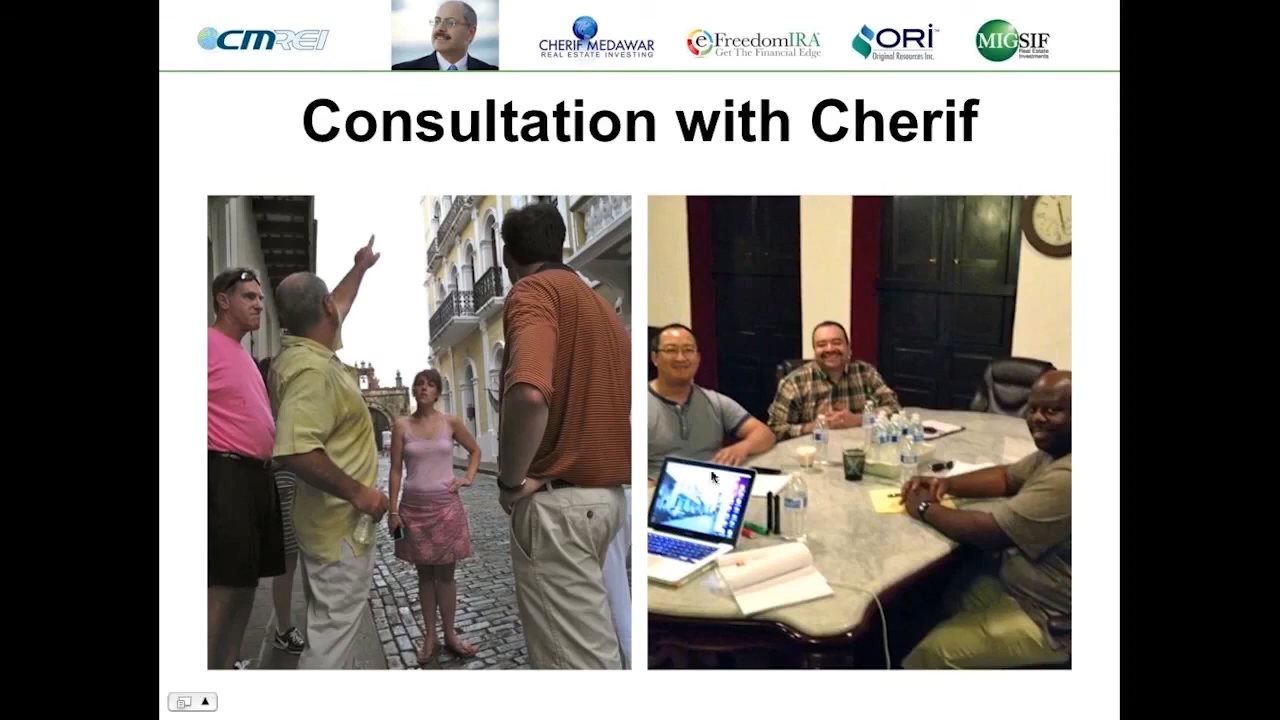 CMREI
CHERIF MEDAWAR
REAL ESTATE INVESTING
eFreedomIRA
Get The Financial Edge
ORI™
Original Resources Inc.
MIGSIF
Real Estate
Investments
Consultation with Cherif